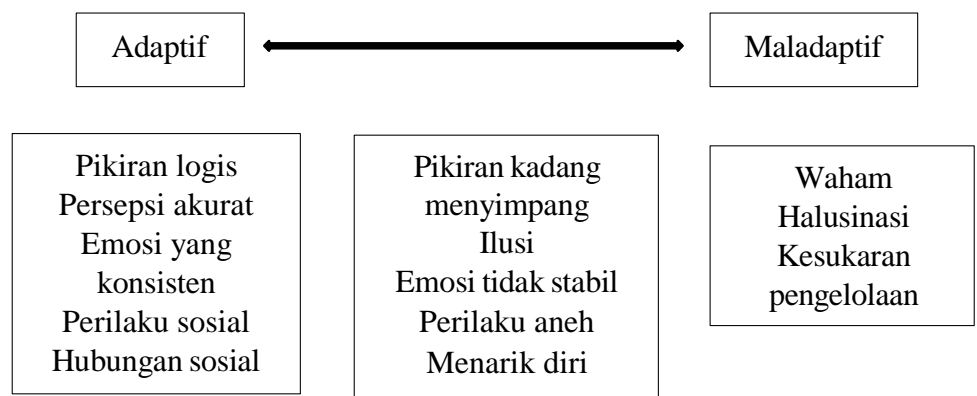 Adaptif
Maladaptif
Pikiran logis
Persepsi akurat
Emosi yang
konsisten
Perilaku sosial
Hubungan sosial
Pikiran kadang
menyimpang
Ilusi
Emosi tidak stabil
Perilaku aneh
Menarik diri
Waham
Halusinasi
Kesukaran
pengelolaan